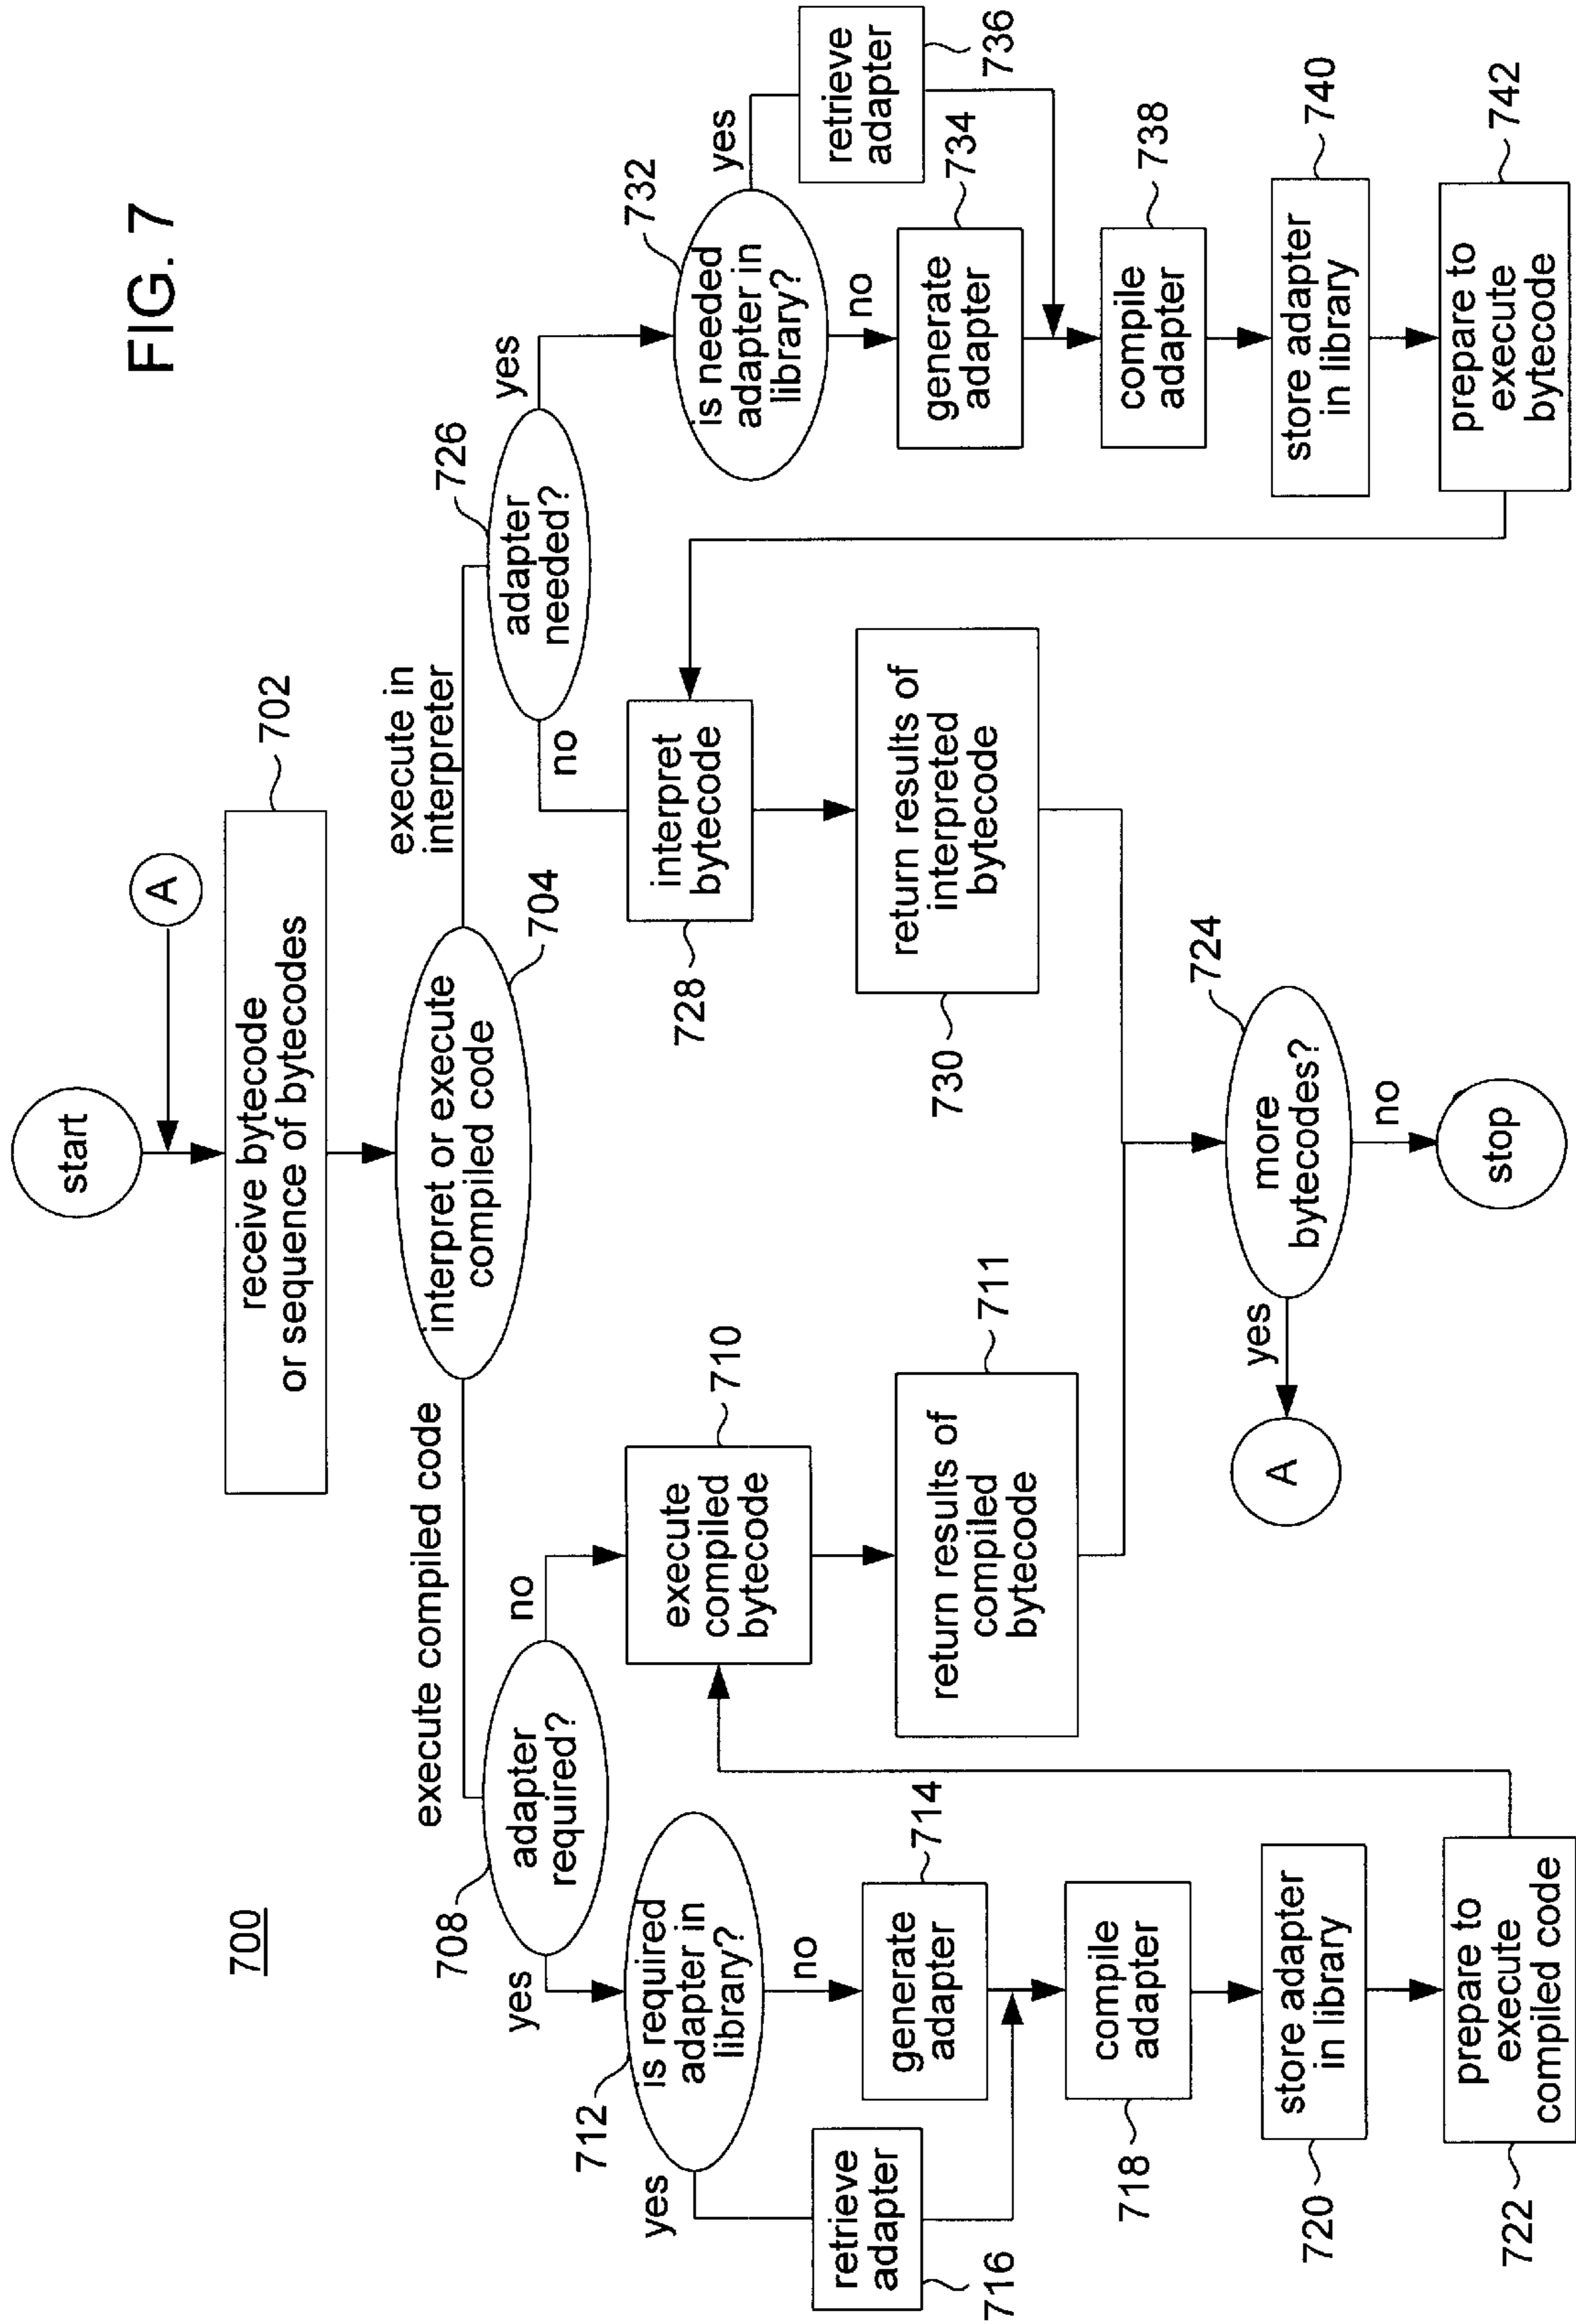 FIG. 7
700
start
A
receive bytecode
or sequence of bytecodes
702
interpret or execute
compiled code
704
execute compiled code
execute in
interpreter
adapter
required?
708
yes
no
is required
adapter in
library?
712
yes
no
retrieve
adapter
716
generate
adapter
714
compile
adapter
718
store adapter
in library
720
prepare to
execute
compiled code
722
execute
compiled
bytecode
710
return results of
compiled
bytecode
711
adapter
needed?
726
no
yes
interpret
bytecode
728
return results of
interpreted
bytecode
730
is needed
adapter in
library?
732
yes
no
retrieve
adapter
736
generate
adapter
734
compile
adapter
738
store adapter
in library
740
prepare to
execute
bytecode
742
more
bytecodes?
724
yes
A
no
stop